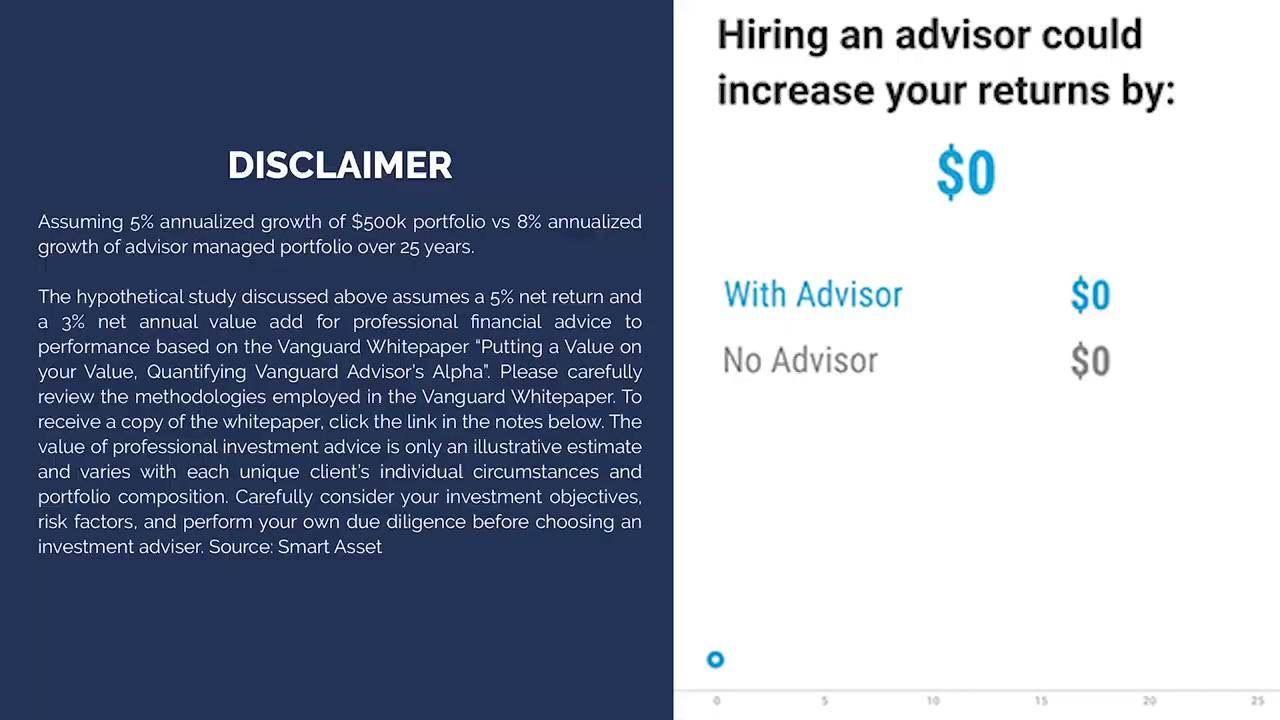 DISCLAIMER
Assuming 5% annualized growth of $500k portfolio vs 8% annualized
growth of advisor managed portfolio over 25 years.
The hypothetical study discussed above assumes a 5% net return and
a 3% net annual value add for professional financial advice to
performance based on the Vanguard Whitepaper “Putting a Value on
your Value, Quantifying Vanguard Advisor’s Alpha”. Please carefully
review the methodologies employed in the Vanguard Whitepaper. To
receive a copy of the whitepaper, click the link in the notes below. The
value of professional investment advice is only an illustrative estimate
and varies with each unique client’s individual circumstances and
portfolio composition. Carefully consider your investment objectives,
risk factors, and perform your own due diligence before choosing an
investment adviser. Source: Smart Asset
Hiring an advisor could
increase your returns by:
$0
With Advisor $0
No Advisor $0
0 5 10 15 20 25